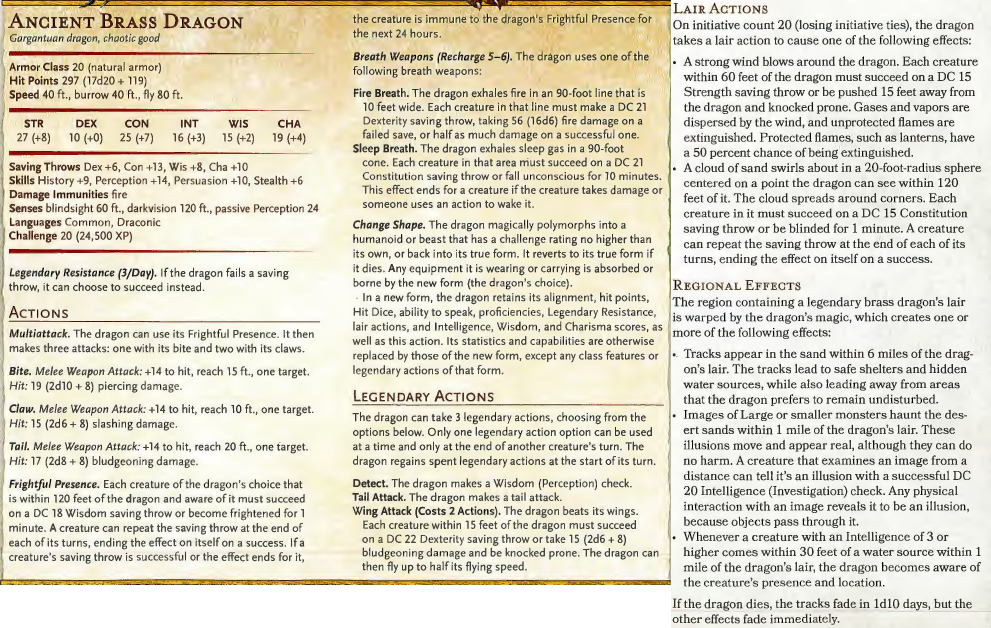 ANCIENT BRASS DRAGON
Gargantuan dragon, chaotic good
Armor Class 20 (natural armor)
Hit Points 297 (17d20 + 119)
Speed 40 ft., burrow 40 ft., fly 80 ft.
STR DEX CON INT WIS CHA
27 (+8) 10 (+0) 25 (+7) 16 (+3) 15 (+2) 19 (+4)
Saving Throws Dex +6, Con +13, Wis +8, Cha +10
Skills History +9, Perception +14, Persuasion +10, Stealth +6
Damage Immunities fire
Senses blindsight 60 ft., darkvision 120 ft., passive Perception 24
Languages Common, Draconic
Challenge 20 (24,500 XP)
Legendary Resistance (3/Day). If the dragon fails a saving
throw, it can choose to succeed instead.
ACTIONS
Multiattack. The dragon can use its Frightful Presence. It then
makes three attacks: one with its bite and two with its claws.
Bite. Melee Weapon Attack: +14 to hit, reach 15 ft., one target.
Hit: 19 (2d10 + 8) piercing damage.
Claw. Melee Weapon Attack: +14 to hit, reach 10 ft., one target.
Hit: 15 (2d6 + 8) slashing damage.
Tail. Melee Weapon Attack: +14 to hit, reach 20 ft., one target.
Hit: 17 (2d8 + 8) bludgeoning damage.
Frightful Presence. Each creature of the dragon's choice that
is within 120 feet of the dragon and aware of it must succeed
on a DC 18 Wisdom saving throw or become frightened for 1
minute. A creature can repeat the saving throw at the end of
each of its turns, ending the effect on itself on a success. If a
creature's saving throw is successful or the effect ends for it,
the creature is immune to the dragon's Frightful Presence for
the next 24 hours.
Breath Weapons (Recharge 5–6). The dragon uses one of the
following breath weapons:
Fire Breath. The dragon exhales fire in an 90-foot line that is
10 feet wide. Each creature in that line must make a DC 21
Dexterity saving throw, taking 56 (16d6) fire damage on a
failed save, or half as much damage on a successful one.
Sleep Breath. The dragon exhales sleep gas in a 90-foot
cone. Each creature in that area must succeed on a DC 21
Constitution saving throw or fall unconscious for 10 minutes.
This effect ends for a creature if the creature takes damage or
someone uses an action to wake it.
Change Shape. The dragon magically polymorphs into a
humanoid or beast that has a challenge rating no higher than
its own, or back into its true form. It reverts to its true form if
it dies. Any equipment it is wearing or carrying is absorbed or
borne by the new form (the dragon's choice).
In a new form, the dragon retains its alignment, hit points,
Hit Dice, ability to speak, proficiencies, Legendary Resistance,
lair actions, and Intelligence, Wisdom, and Charisma scores, as
well as this action. Its statistics and capabilities are otherwise
replaced by those of the new form, except any class features or
legendary actions of that form.
LEGENDARY ACTIONS
The dragon can take 3 legendary actions, choosing from the
options below. Only one legendary action option can be used
at a time and only at the end of another creature's turn. The
dragon regains spent legendary actions at the start of its turn.
Detect. The dragon makes a Wisdom (Perception) check.
Tail Attack. The dragon makes a tail attack.
Wing Attack (Costs 2 Actions). The dragon beats its wings.
Each creature within 15 feet of the dragon must succeed
on a DC 22 Dexterity saving throw or take 15 (2d6 + 8)
bludgeoning damage and be knocked prone. The dragon can
then fly up to half its flying speed.
LAIR ACTIONS
On initiative count 20 (losing initiative ties), the dragon
takes a lair action to cause one of the following effects:
• A strong wind blows around the dragon. Each creature
within 60 feet of the dragon must succeed on a DC 15
Strength saving throw or be pushed 15 feet away from
the dragon and knocked prone. Gases and vapors are
dispersed by the wind, and unprotected flames are
extinguished. Protected flames, such as lanterns, have
a 50 percent chance of being extinguished.
• A cloud of sand swirls about in a 20-foot-radius sphere
centered on a point the dragon can see within 120
feet of it. The cloud spreads around corners. Each
creature in it must succeed on a DC 15 Constitution
saving throw or be blinded for 1 minute. A creature
can repeat the saving throw at the end of each of its
turns, ending the effect on itself on a success.
REGIONAL EFFECTS
The region containing a legendary brass dragon's lair
is warped by the dragon's magic, which creates one or
more of the following effects:
• Tracks appear in the sand within 6 miles of the drag-
on's lair. The tracks lead to safe shelters and hidden
water sources, while also leading away from areas
that the dragon prefers to remain undisturbed.
• Images of Large or smaller monsters haunt the des-
ert sands within 1 mile of the dragon's lair. These
illusions move and appear real, although they can do
no harm. A creature that examines an image from a
distance can tell it's an illusion with a successful DC
20 Intelligence (Investigation) check. Any physical
interaction with an image reveals it to be an illusion,
because objects pass through it.
• Whenever a creature with an Intelligence of 3 or
higher comes within 30 feet of a water source within 1
mile of the dragon's lair, the dragon becomes aware of
the creature's presence and location.
If the dragon dies, the tracks fade in 1d10 days, but the
other effects fade immediately.